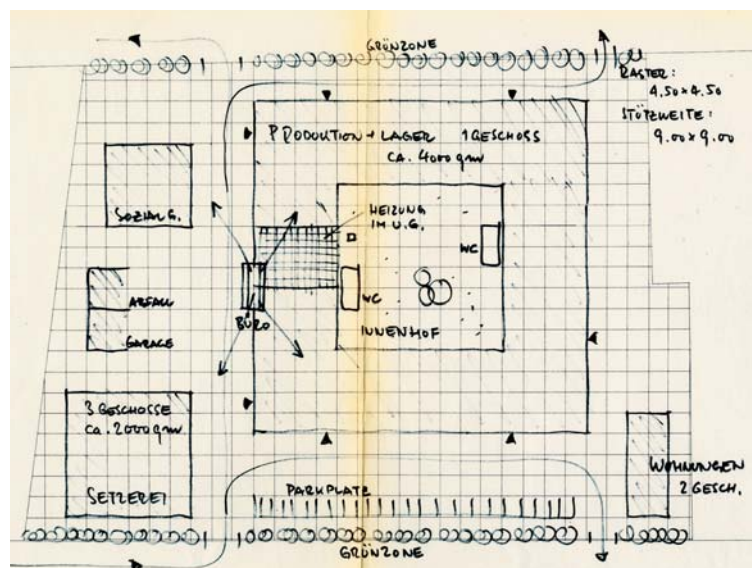 GRÜNZONE
RASTER:
4.50 x 4.50
STÜTZWEITE:
9.00 x 9.00
PRODUKTION + LAGER 1 GESCHOSS
CA. 4000 qm
HEIZUNG
IM U.G.
SOZIALG.
WC
WC
ABFALL
BÜRO
INNENHOF
GARAGE
3 GESCHOSSE
CA. 2000 qm
SETZEREI
PARKPLATZ
WOHNUNGEN
2 GESCH.
GRÜNZONE